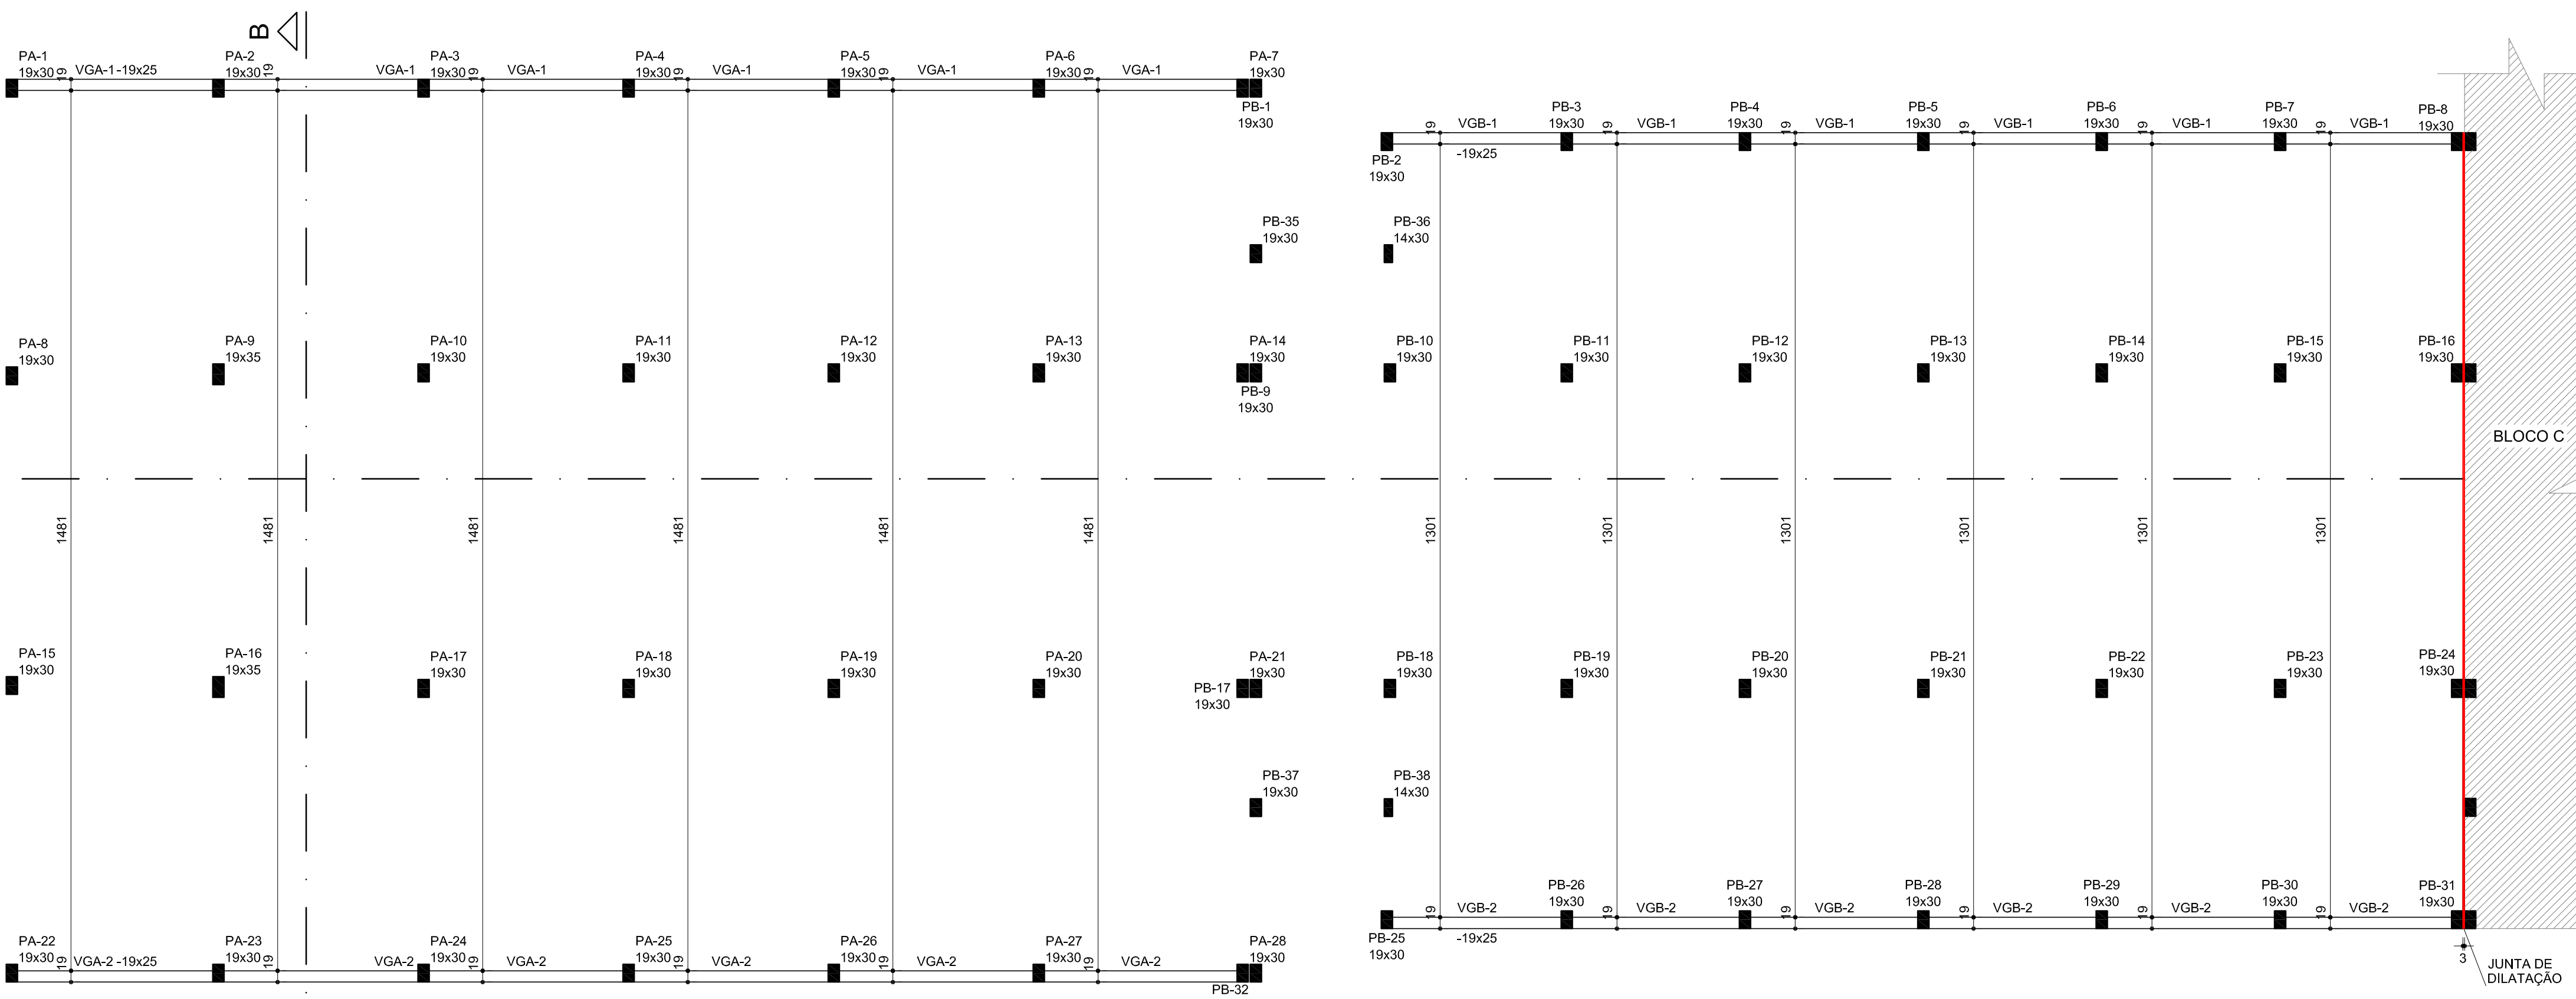 B
PA-1
19x30
19
VGA-1 -19x25
PA-2
19x30
19
VGA-1
PA-3
19x30
19
VGA-1
PA-4
19x30
19
VGA-1
PA-5
19x30
19
VGA-1
PA-6
19x30
19
VGA-1
PA-7
19x30
PB-1
19x30
PB-2
19x30
19
VGB-1
-19x25
PB-3
19x30
19
VGB-1
PB-4
19x30
19
VGB-1
PB-5
19x30
19
VGB-1
PB-6
19x30
19
VGB-1
PB-7
19x30
19
VGB-1
PB-8
19x30
PB-35
19x30
PB-36
14x30
PA-8
19x30
PA-9
19x35
PA-10
19x30
PA-11
19x30
PA-12
19x30
PA-13
19x30
PA-14
19x30
PB-9
19x30
PB-10
19x30
PB-11
19x30
PB-12
19x30
PB-13
19x30
PB-14
19x30
PB-15
19x30
PB-16
19x30
BLOCO C
1481
1481
1481
1481
1481
1481
1301
1301
1301
1301
1301
1301
PA-15
19x30
PA-16
19x35
PA-17
19x30
PA-18
19x30
PA-19
19x30
PA-20
19x30
PA-21
19x30
PB-17
19x30
PB-18
19x30
PB-19
19x30
PB-20
19x30
PB-21
19x30
PB-22
19x30
PB-23
19x30
PB-24
19x30
PB-37
19x30
PB-38
14x30
PA-22
19x30
19
VGA-2 -19x25
PA-23
19x30
19
VGA-2
PA-24
19x30
19
VGA-2
PA-25
19x30
19
VGA-2
PA-26
19x30
19
VGA-2
PA-27
19x30
19
VGA-2
PA-28
19x30
PB-32
PB-25
19x30
19
VGB-2
-19x25
PB-26
19x30
19
VGB-2
PB-27
19x30
19
VGB-2
PB-28
19x30
19
VGB-2
PB-29
19x30
19
VGB-2
PB-30
19x30
19
VGB-2
PB-31
19x30
3
JUNTA DE
DILATAÇÃO